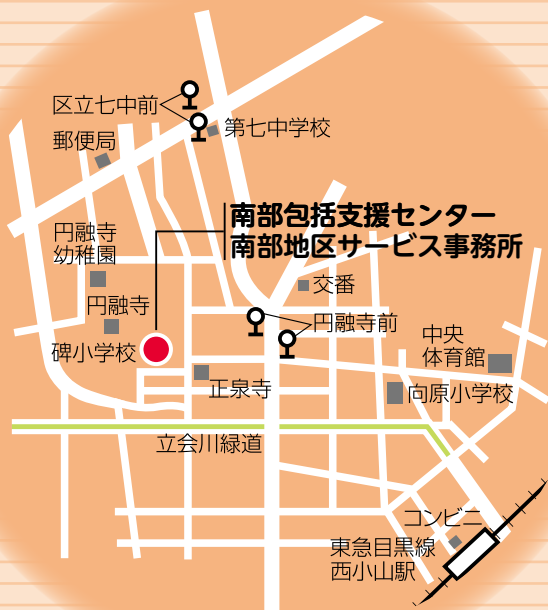 区立七中前
第七中学校
郵便局
南部包括支援センター
南部地区サービス事務所
円融寺
幼稚園
交番
円融寺
円融寺前
中央
体育館
碑小学校
正泉寺
向原小学校
立会川緑道
コンビニ
東急目黒線
西小山駅